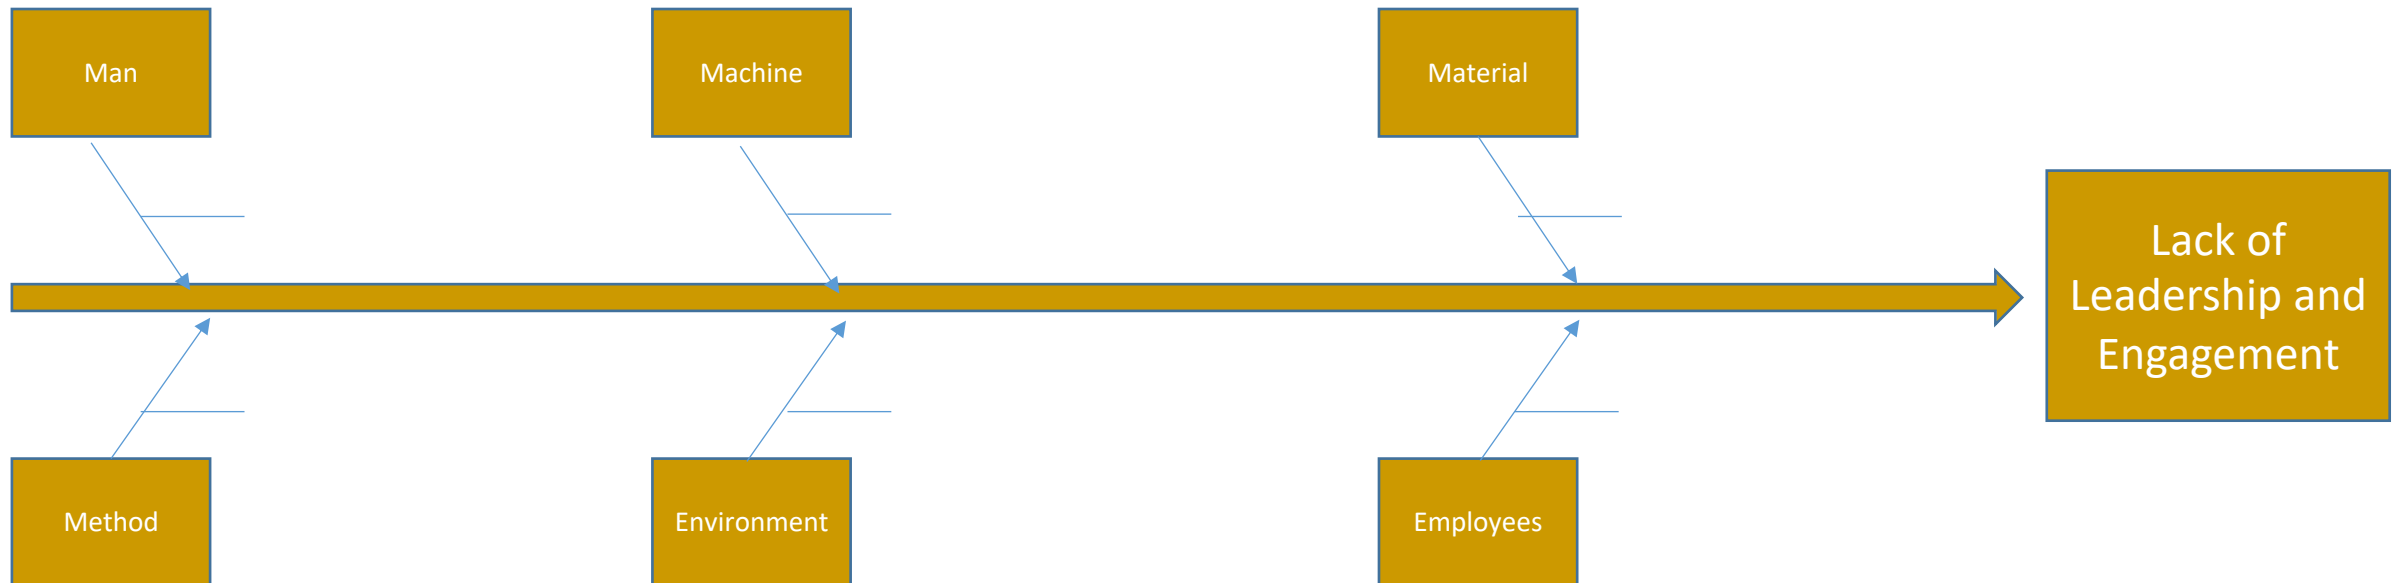 Man
Machine
Material
Lack of
Leadership and
Engagement
Method
Environment
Employees